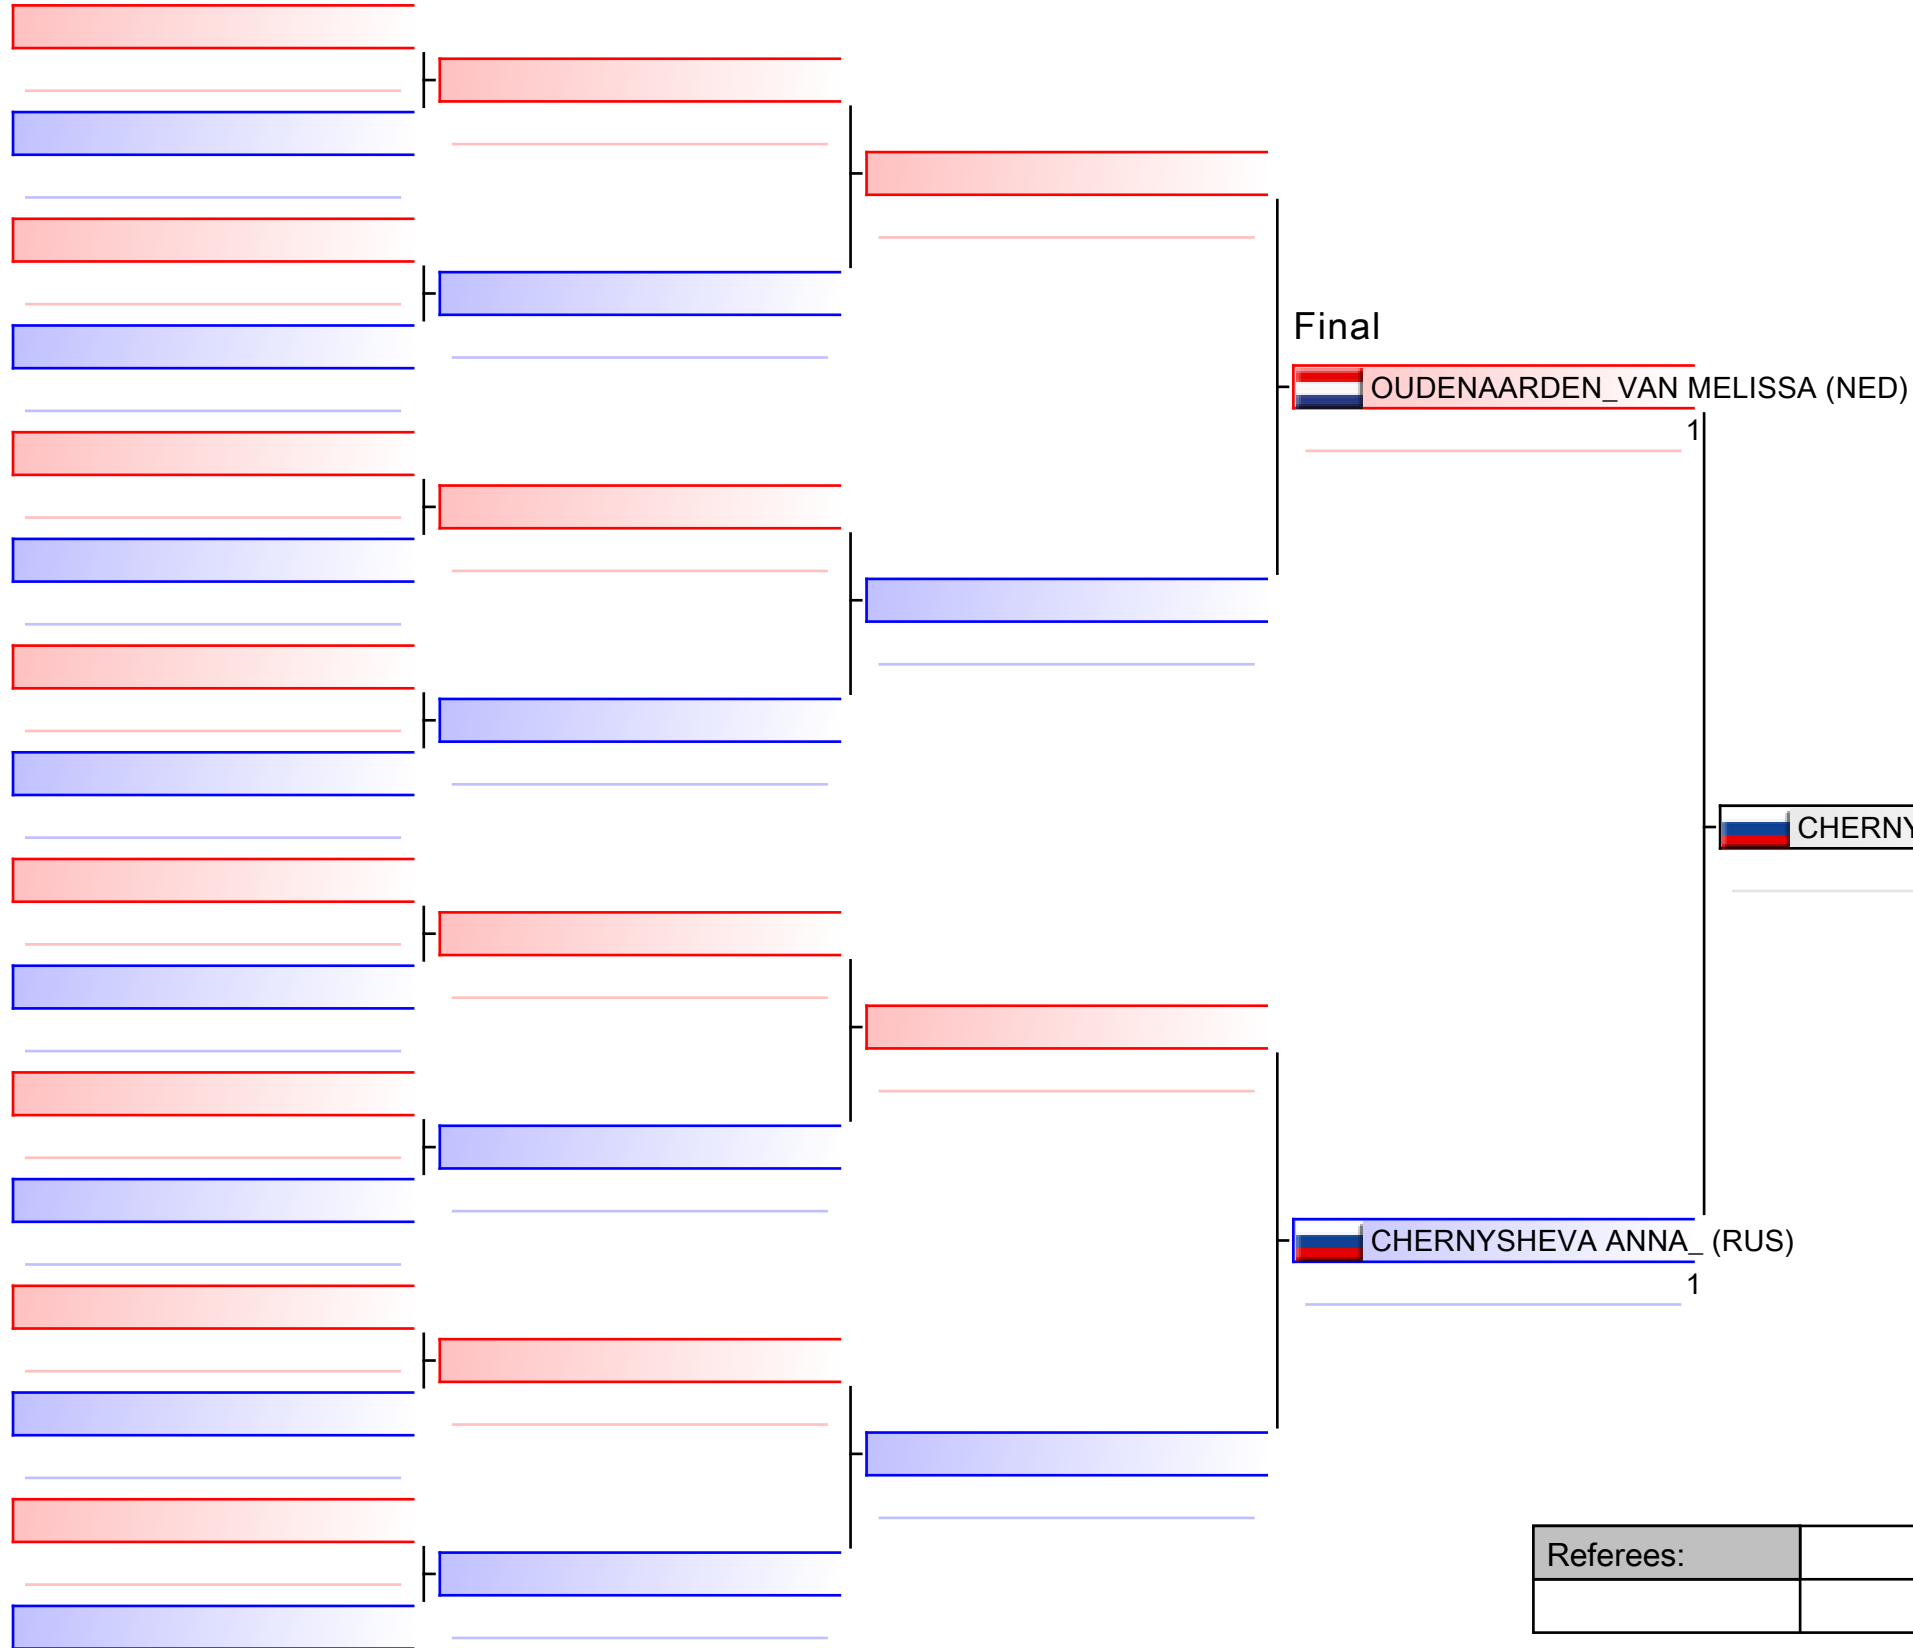 Final
OUDENAARDEN_VAN MELISSA (NED)
1
CHERNY
CHERNYSHEVA ANNA_ (RUS)
1
Referees: